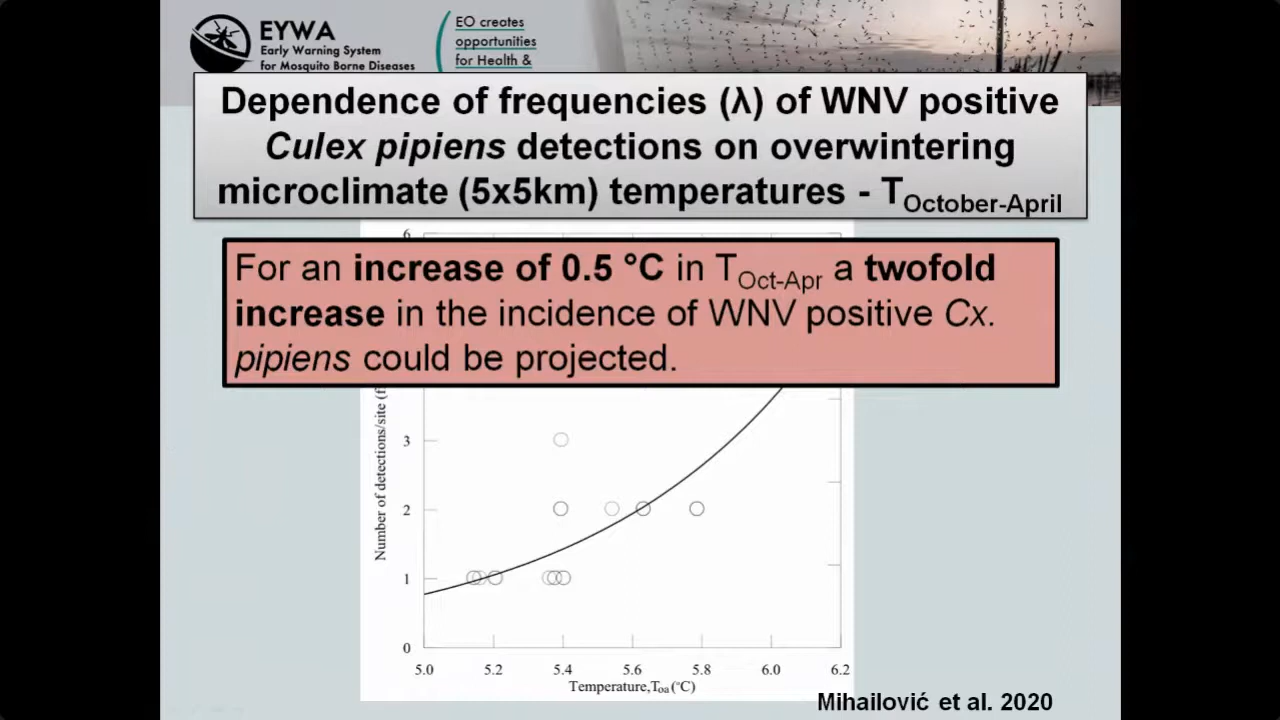 EYWA
Early Warning System
for Mosquito Borne Diseases
EO creates
opportunities
for Health &
Dependence of frequencies (λ) of WNV positive
Culex pipiens detections on overwintering
microclimate (5x5km) temperatures - T October-April
6
For an increase of 0.5 °C in T Oct-Apr a twofold
increase in the incidence of WNV positive Cx.
pipiens could be projected.
Number of detections/site (f
3
2
1
0
5.0 5.2 5.4 5.6 5.8 6.0 6.2
Temperature,Toa (°C)
Mihailović et al. 2020